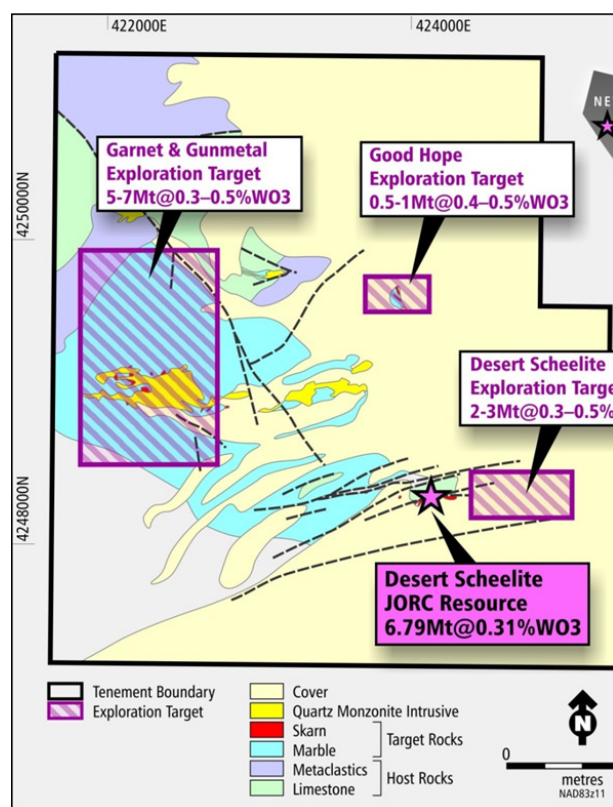 422000E
424000E
NE
4250000N
Garnet & Gunmetal
Exploration Target
5-7Mt@0.3–0.5%WO3
Good Hope
Exploration Target
0.5-1Mt@0.4–0.5%WO3
Desert Scheelite
Exploration Targe
2-3Mt@0.3–0.5%
4248000N
Desert Scheelite
JORC Resource
6.79Mt@0.31%WO3
Tenement Boundary
Exploration Target
Cover
Quartz Monzonite Intrusive
Skarn
Marble
Target Rocks
Metaclastics
Limestone
Host Rocks
N
0
metres
NAD83z11